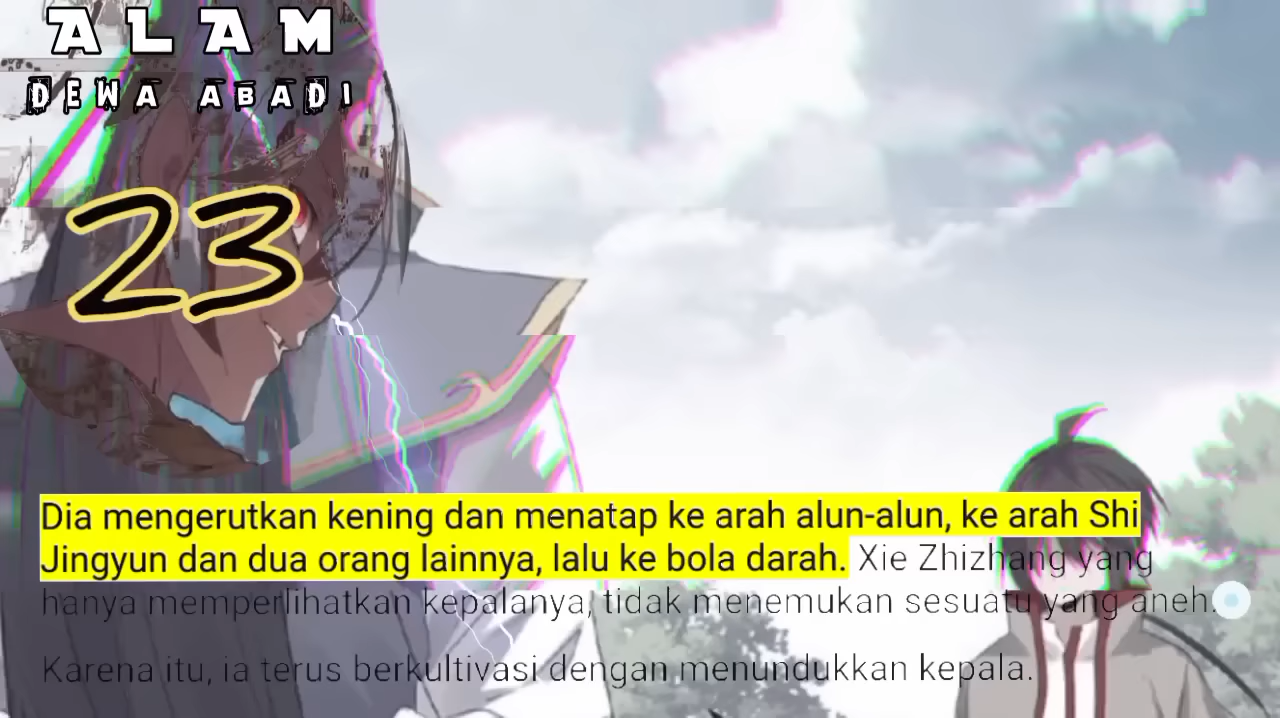 ALAM
DEWA ABADI
23
Dia mengerutkan kening dan menatap ke arah alun-alun, ke arah Shi
Jingyun dan dua orang lainnya, lalu ke bola darah. Xie Zhizhang yang
hanya memperlihatkan kepalanya, tidak menemukan sesuatu yang aneh.
Karena itu, ia terus berkultivasi dengan menundukkan kepala.